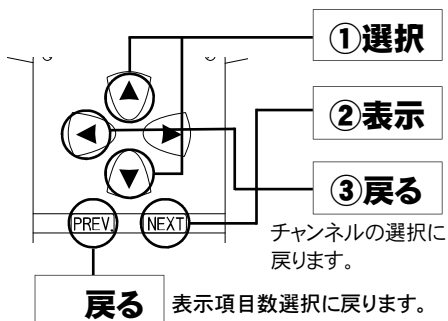 ①選択
②表示
③戻る
チャンネルの選択に
戻ります。
PREV.
NEXT
戻る
表示項目数選択に戻ります。